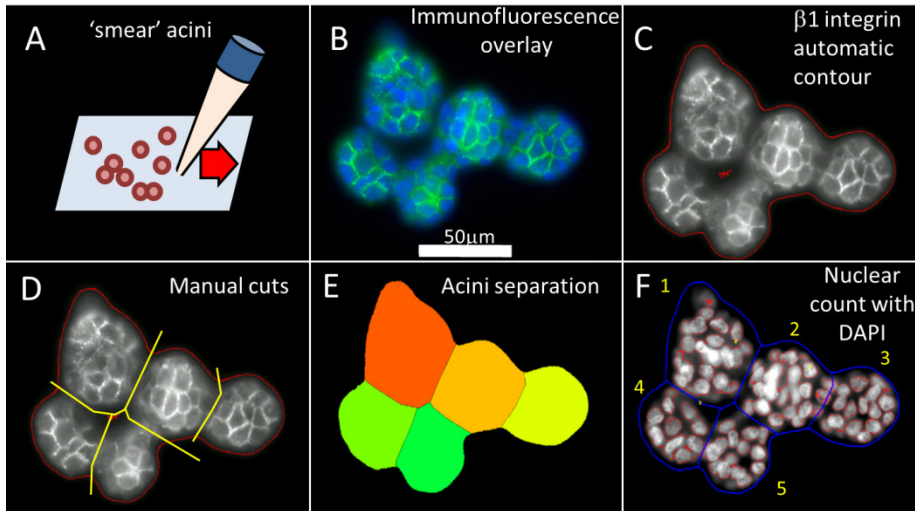 A
'smear' acini
B
Immunofluorescence
overlay
50μm
C
β1 integrin
automatic
contour
D
Manual cuts
E
Acini separation
F
Nuclear
count with
DAPI
1
2
3
4
5